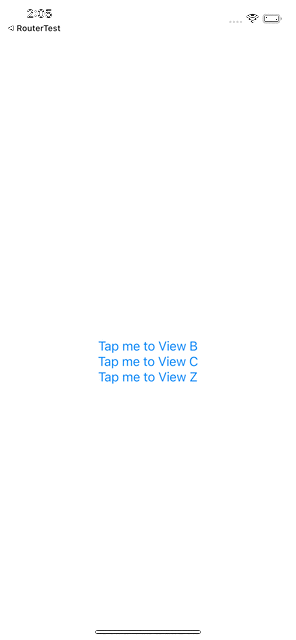 2:05
◁ RouterTest
Tap me to View B
Tap me to View C
Tap me to View Z